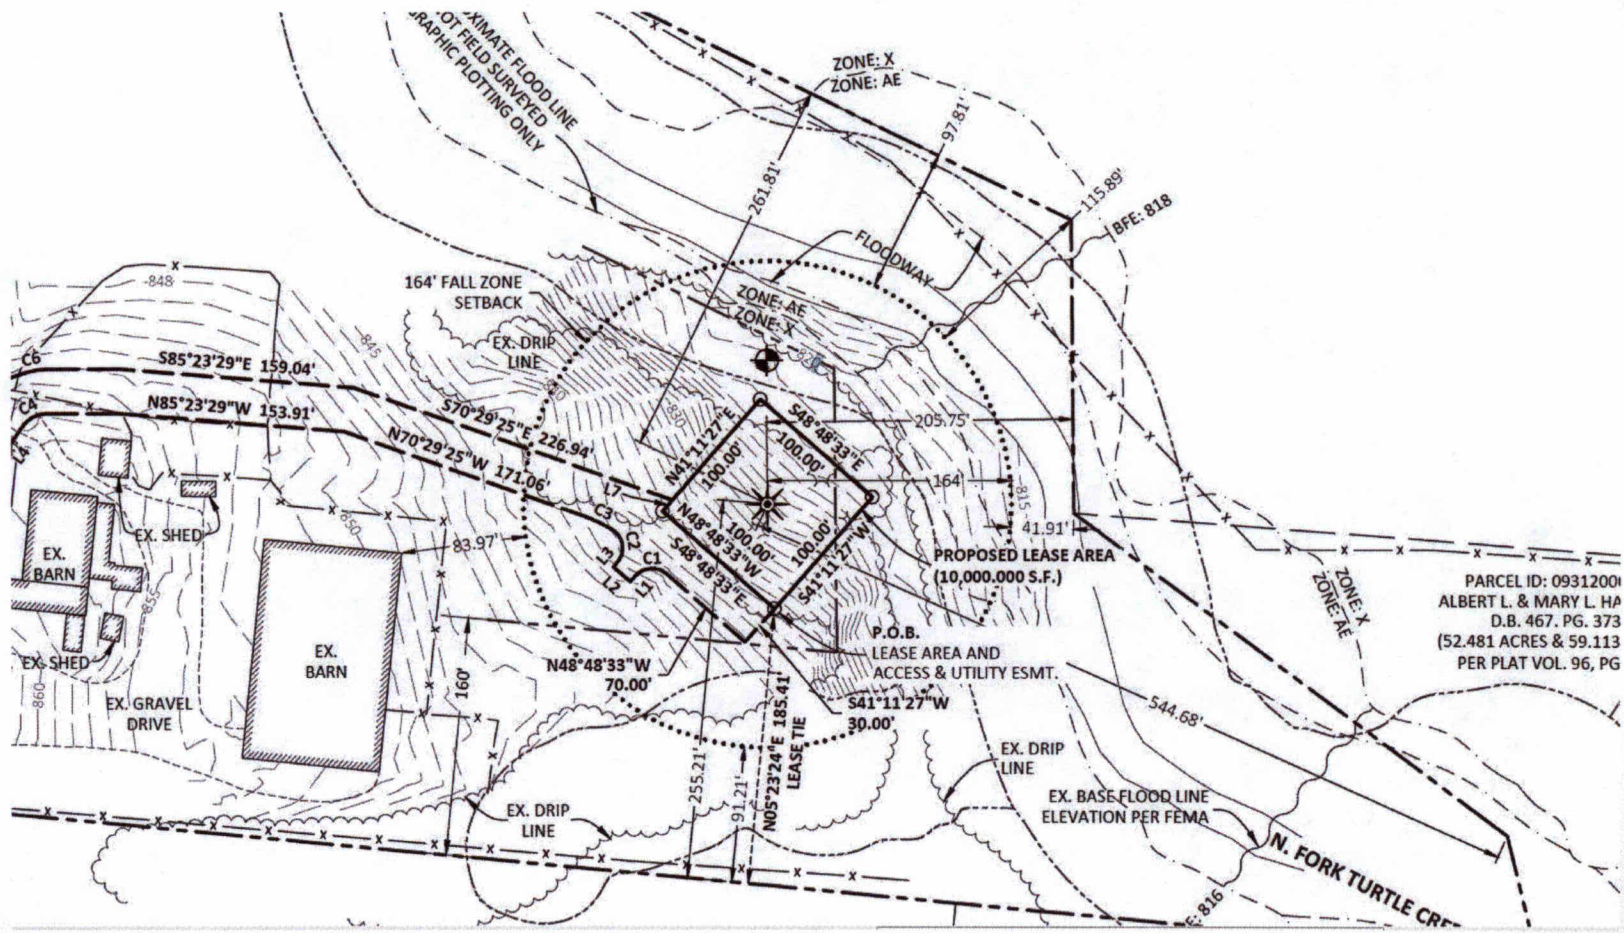 OXIMATE FLOOD LINE
NOT FIELD SURVEYED
GRAPHIC PLOTTING ONLY
ZONE: X
ZONE: AE
97.81'
261.81'
115.89'
BFE: 818
FLOODWAY
164' FALL ZONE
SETBACK
ZONE: AE
ZONE: X
848
845
EX. DRIP
LINE
820
C6
S85°23'29"E 159.04'
C4
N85°23'29"W 153.91'
L4
S70°29'25"E 226.94'
N70°29'25"W 171.06'
830
N41°11'27"E
100.00'
S48°48'33"E
100.00'
205.75'
164'
815
41.91'
L7
C3
C2
C1
L3
L2
L1
N48°48'33"W
100.00'
S48°48'33"E
100.00'
S41°11'27"W
PROPOSED LEASE AREA
(10,000.000 S.F.)
EX. SHED
850
83.97'
EX.
BARN
855
EX. SHED
EX.
BARN
860
EX. GRAVEL
DRIVE
160'
N48°48'33"W
70.00'
P.O.B.
LEASE AREA AND
ACCESS & UTILITY ESMT.
S41°11'27"W
30.00'
ZONE: X
ZONE: AE
PARCEL ID: 0931200
ALBERT L. & MARY L. HA
D.B. 467. PG. 373
(52.481 ACRES & 59.113
PER PLAT VOL. 96, PG
544.68'
255.21'
91.21'
N05°23'24"E 185.41'
LEASE TIE
EX. DRIP
LINE
EX. DRIP
LINE
EX. BASE FLOOD LINE
ELEVATION PER FEMA
N. FORK TURTLE CRE
E: 816